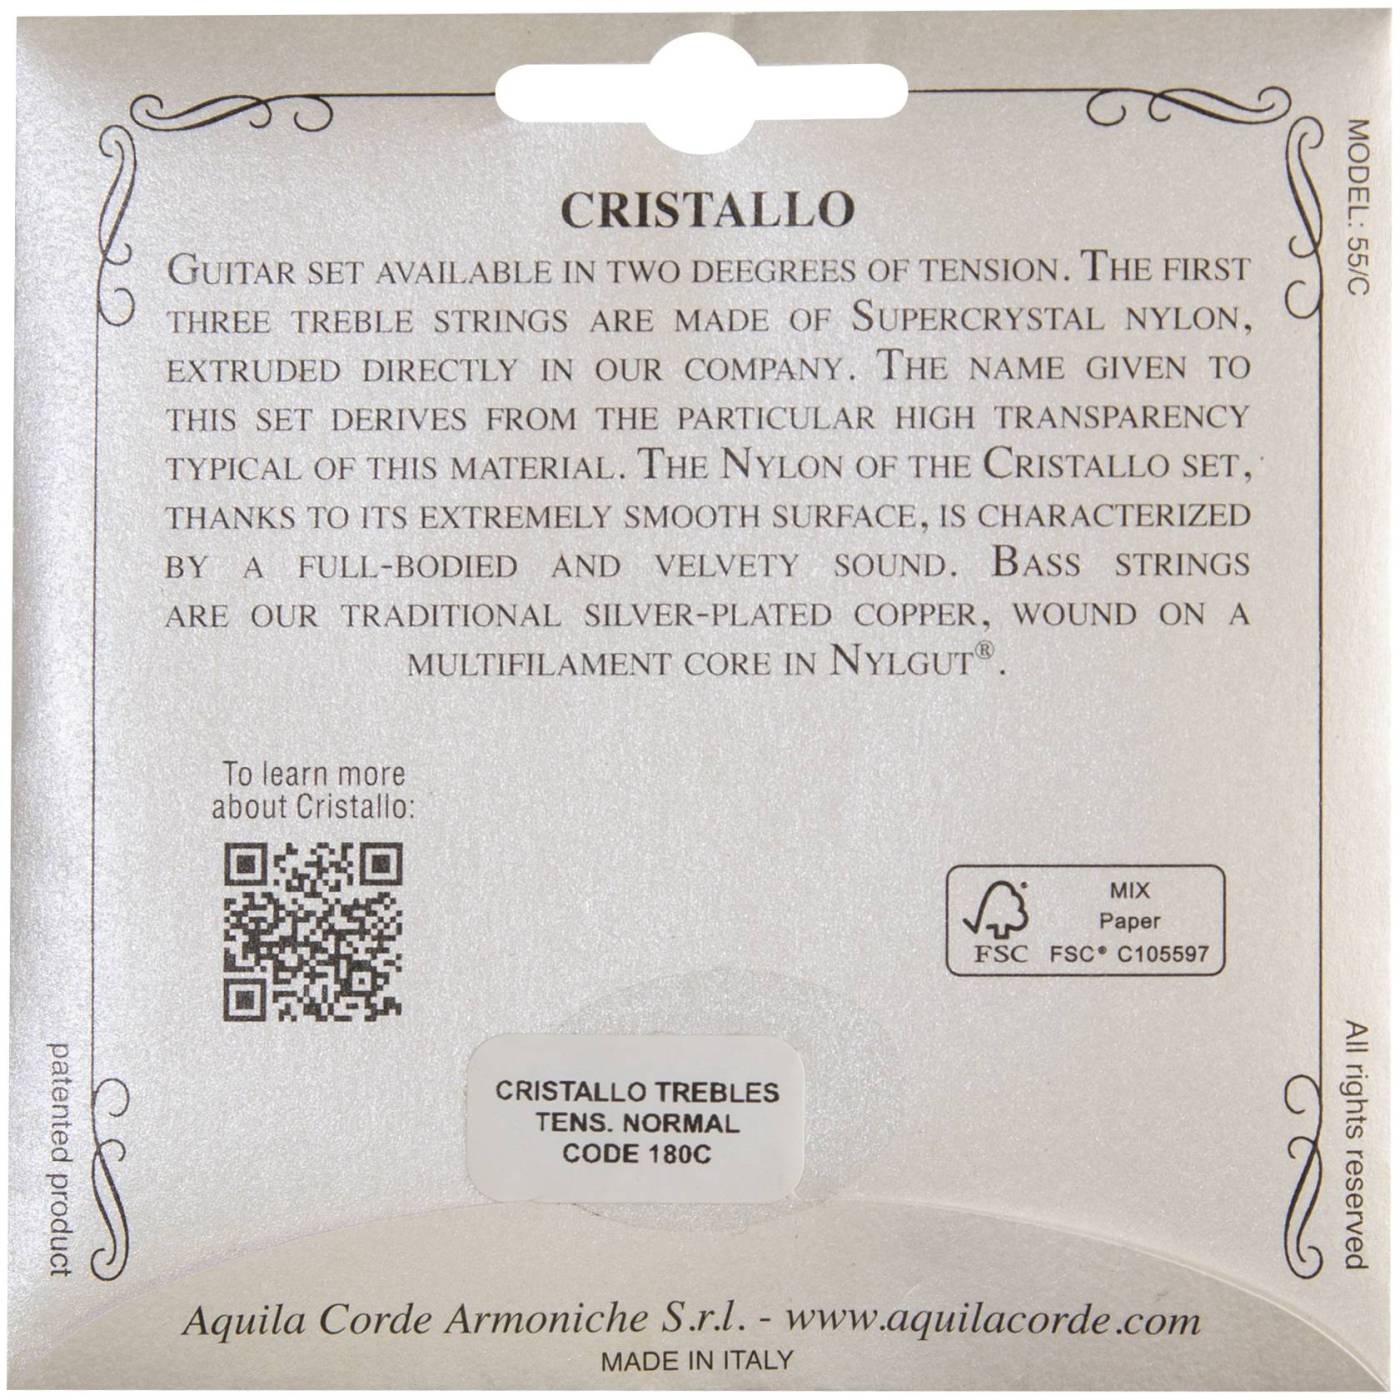 CRISTALLO
GUITAR SET AVAILABLE IN TWO DEEGREES OF TENSION. THE FIRST
THREE TREBLE STRINGS ARE MADE OF SUPERCRYSTAL NYLON,
EXTRUDED DIRECTLY IN OUR COMPANY. THE NAME GIVEN TO
THIS SET DERIVES FROM THE PARTICULAR HIGH TRANSPARENCY
TYPICAL OF THIS MATERIAL. THE NYLON OF THE CRISTALLO SET,
THANKS TO ITS EXTREMELY SMOOTH SURFACE, IS CHARACTERIZED
BY A FULL-BODIED AND VELVETY SOUND. BASS STRINGS
ARE OUR TRADITIONAL SILVER-PLATED COPPER, WOUND ON A
MULTIFILAMENT CORE IN NYLGUT®.
MODEL: 55/C
To learn more
about Cristallo:
MIX
Paper
FSC FSC® C105597
CRISTALLO TREBLES
TENS. NORMAL
CODE 180C
patented product
All rights reserved
Aquila Corde Armoniche S.r.l. - www.aquilacorde.com
MADE IN ITALY